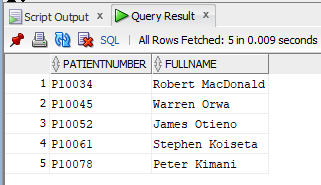 Script Output x Query Result x
SQL | All Rows Fetched: 5 in 0.009 seconds
PATIENTNUMBER FULLNAME
1 P10034 Robert MacDonald
2 P10045 Warren Orwa
3 P10052 James Otieno
4 P10061 Stephen Koiseta
5 P10078 Peter Kimani